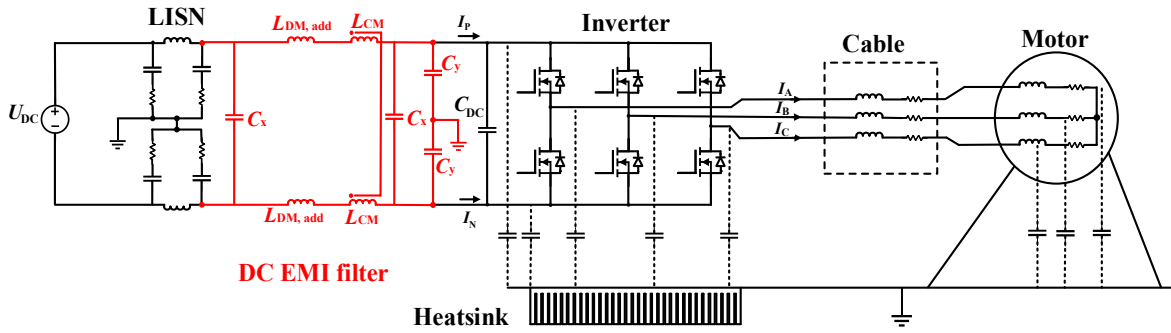 LISN
L_DM, add
L_CM
I_P
Inverter
Cable
Motor
U_DC
C_x
C_x
C_y
C_y
C_DC
I_A
I_B
I_C
L_DM, add
L_CM
I_N
DC EMI filter
Heatsink